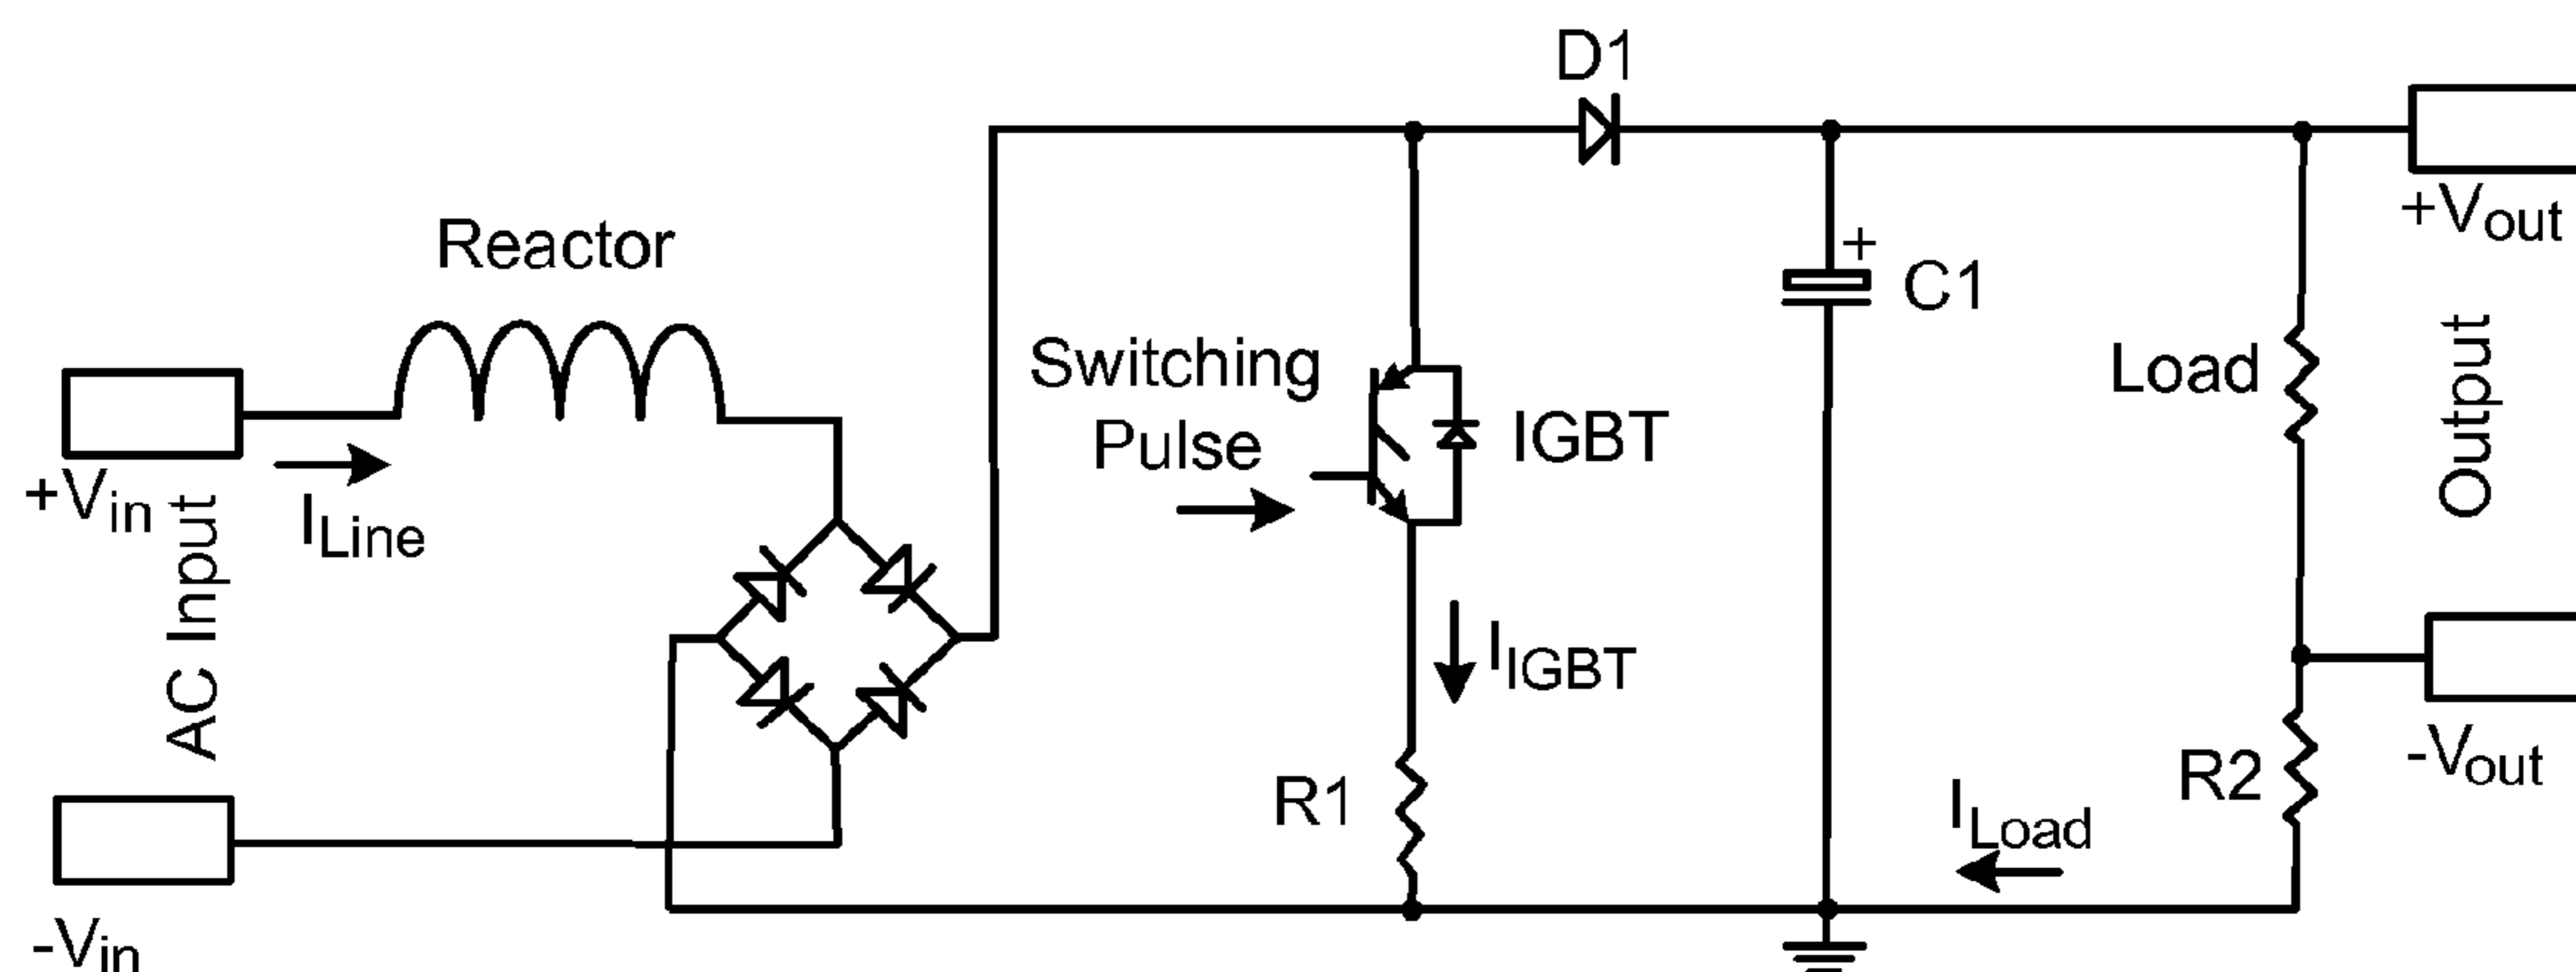 D1
+Vout
Reactor
+
C1
Switching
Pulse
IGBT
Load
Output
+Vin
ILine
AC Input
IIGBT
R1
R2
-Vout
ILoad
-Vin